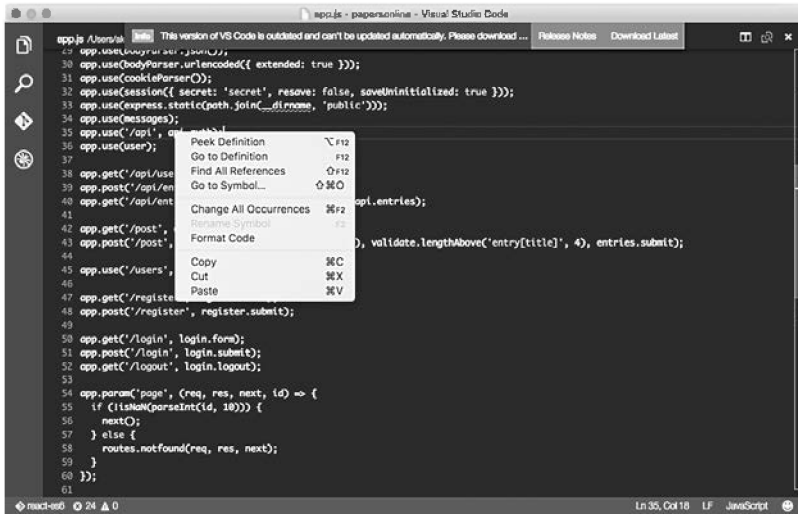 app.js - papersonline - Visual Studio Code
app.js /Users/ak
Info This version of VS Code is outdated and can't be updated automatically. Please download ... Release Notes Download Latest
29 app.use(bodyParser.json());
30 app.use(bodyParser.urlencoded({ extended: true }));
31 app.use(cookieParser());
32 app.use(session({ secret: 'secret', resave: false, saveUninitialized: true }));
33 app.use(express.static(path.join(__dirname, 'public')));
34 app.use(messages);
35 app.use('/api', api.auth);
36 app.use(user);
37
38 app.get('/api/use
39 app.post('/api/en
40 app.get('/api/ent api.entries);
41
42 app.get('/post',
43 app.post('/post', ), validate.lengthAbove('entry[title]', 4), entries.submit);
44
45 app.use('/users',
46
47 app.get('/registe
48 app.post('/register', register.submit);
49
50 app.get('/login', login.form);
51 app.post('/login', login.submit);
52 app.get('/logout', login.logout);
53
54 app.param('page', (req, res, next, id) => {
55 if (!isNaN(parseInt(id, 10))) {
56 next();
57 } else {
58 routes.notfound(req, res, next);
59 }
60 });
61
Peek Definition ⌥F12
Go to Definition F12
Find All References ⇧F12
Go to Symbol... ⇧⌘O
Change All Occurrences ⌘F2
Rename Symbol F2
Format Code
Copy ⌘C
Cut ⌘X
Paste ⌘V
react-es6 24 0 Ln 35, Col 18 LF JavaScript